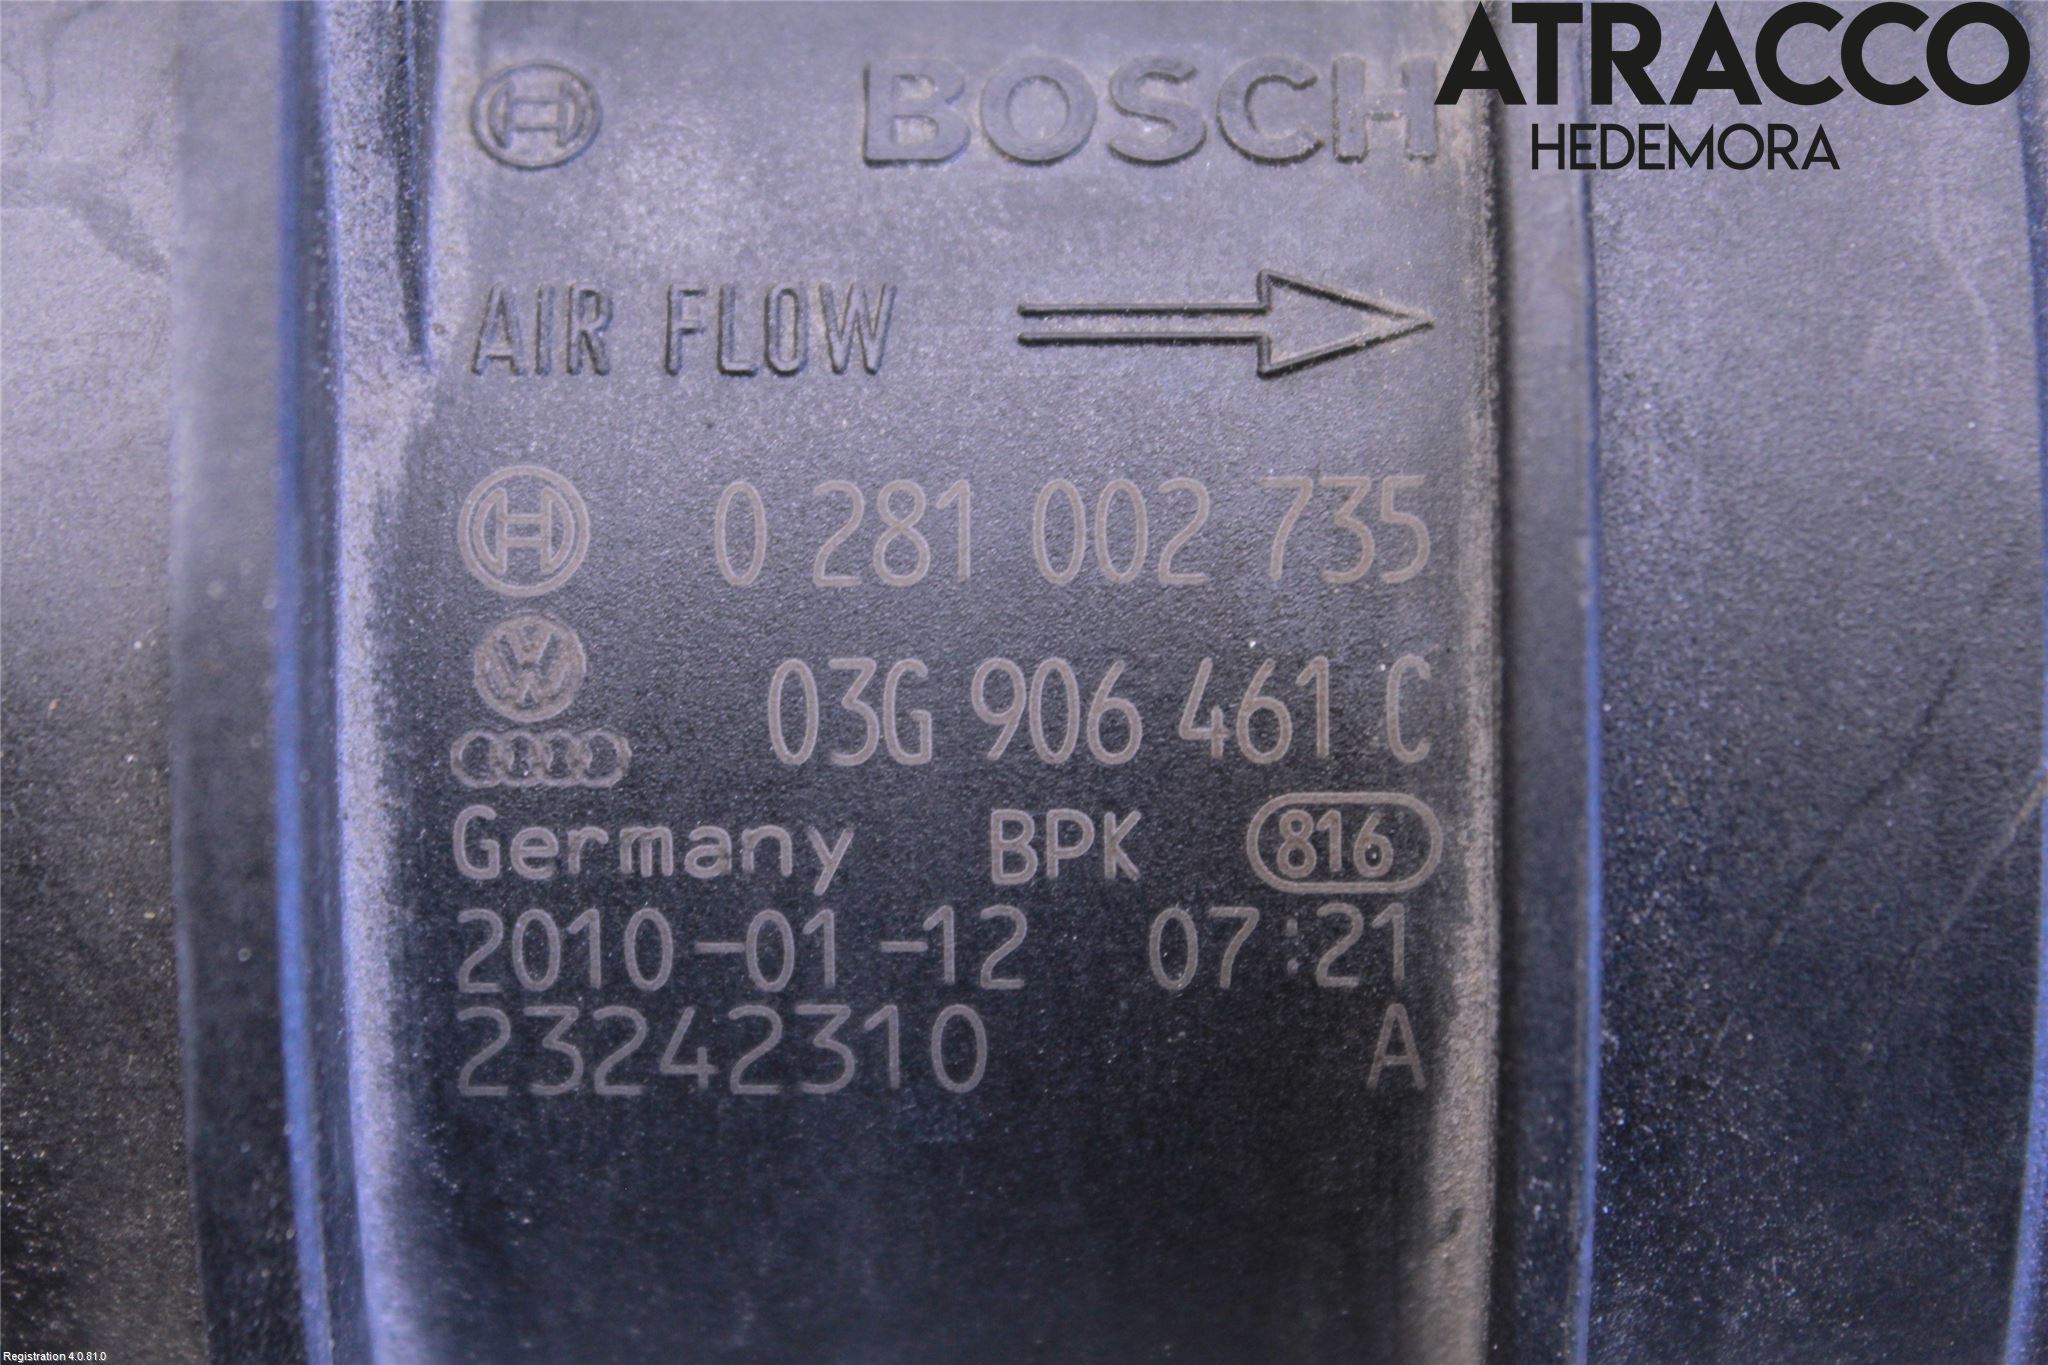 ATRACCO
HEDEMORA
BOSCH
AIR FLOW
0 281 002 735
03G 906 461 C
Germany BPK 816
2010-01-12 07:21
23242310 A
Registration 4.0.81.0